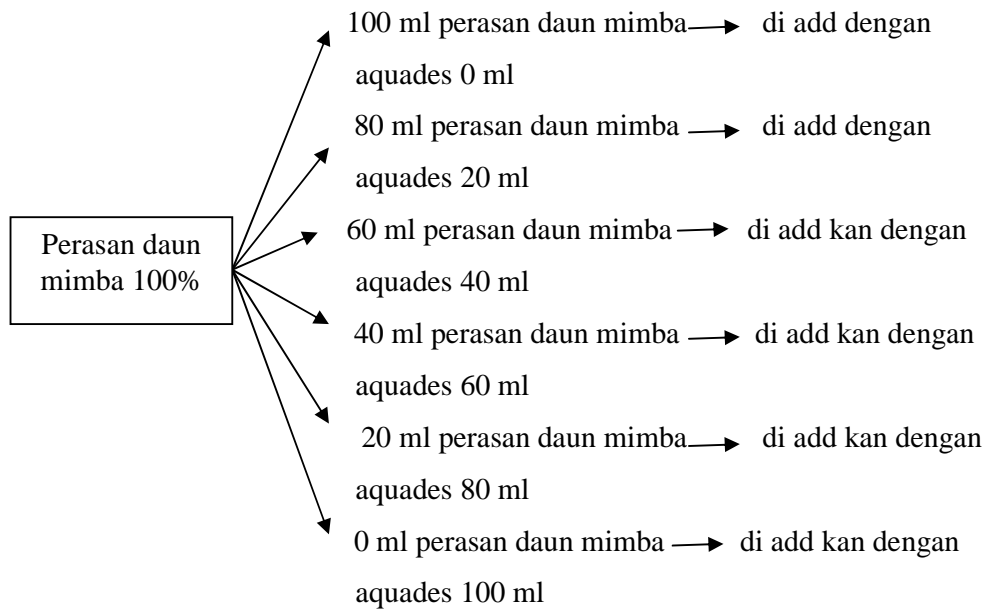 100 ml perasan daun mimba di add dengan
aquades 0 ml
80 ml perasan daun mimba di add dengan
aquades 20 ml
Perasan daun
mimba 100%
60 ml perasan daun mimba di add kan dengan
aquades 40 ml
40 ml perasan daun mimba di add kan dengan
aquades 60 ml
20 ml perasan daun mimba di add kan dengan
aquades 80 ml
0 ml perasan daun mimba di add kan dengan
aquades 100 ml